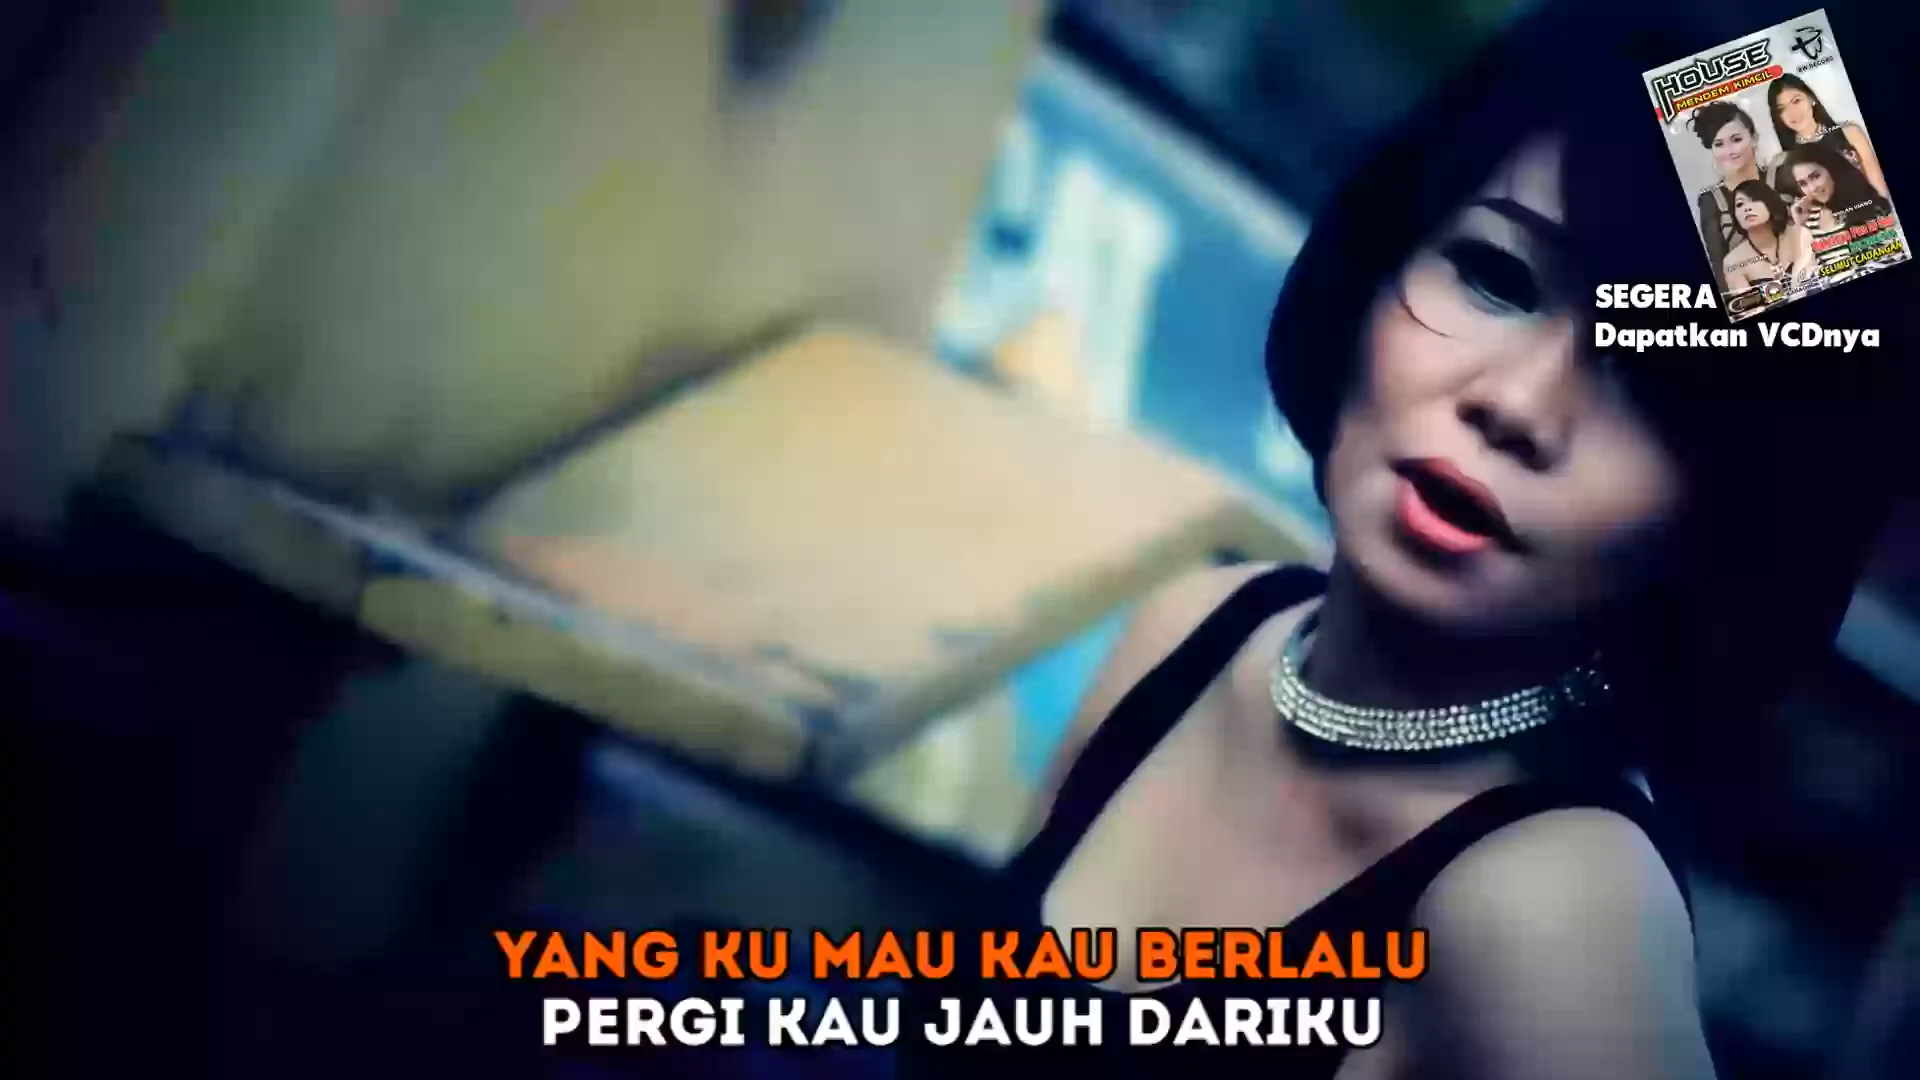 HOUSE
MENDEM KIMCIL
SELIMUT CADANGAN
SEGERA
Dapatkan VCDnya
YANG KU MAU KAU BERLALU
PERGI KAU JAUH DARIKU